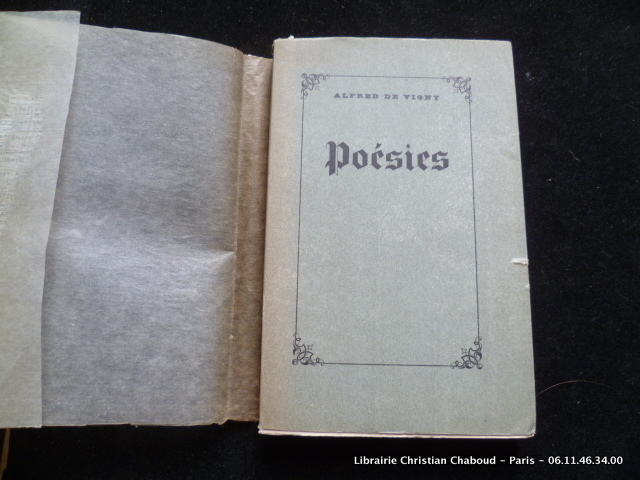 ALFRED DE VIGNY
Poésies
Librairie Christian Chaboud - Paris - 06.11.46.34.00